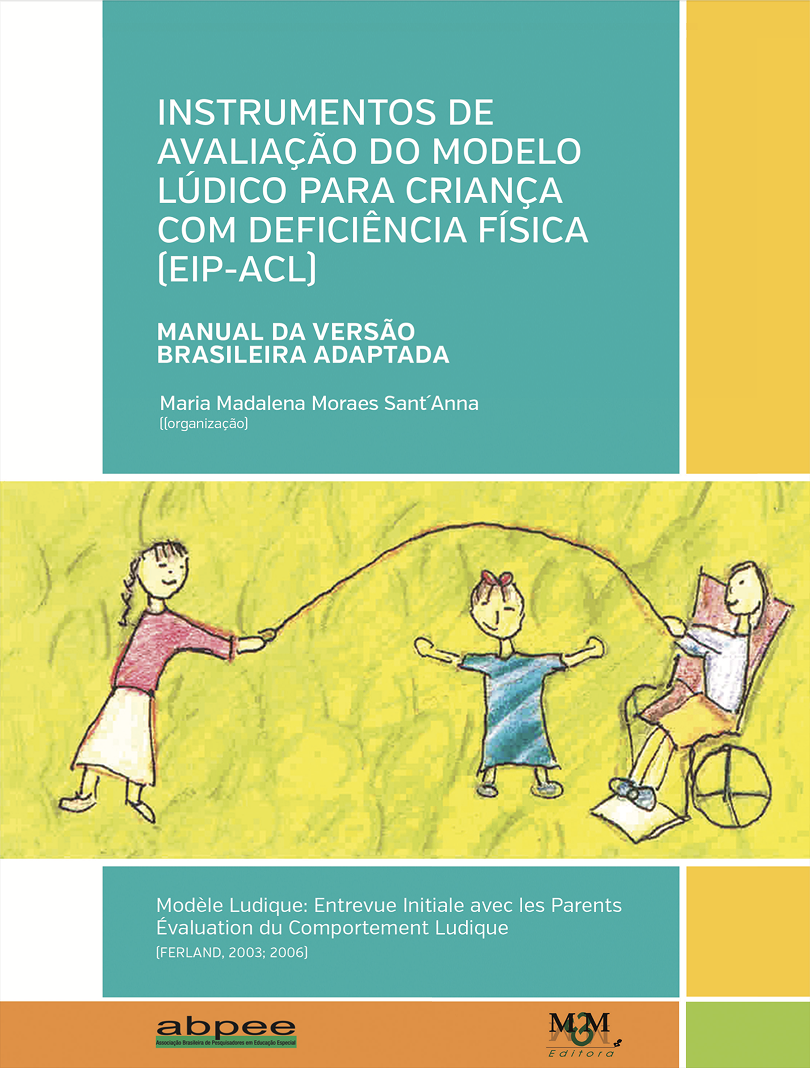 INSTRUMENTOS DE
AVALIAÇÃO DO MODELO
LÚDICO PARA CRIANÇA
COM DEFICIÊNCIA FÍSICA
(EIP-ACL)
MANUAL DA VERSÃO
BRASILEIRA ADAPTADA
Maria Madalena Moraes Sant´Anna
((organização)
Modèle Ludique: Entrevue Initiale avec les Parents
Évaluation du Comportement Ludique
(FERLAND, 2003; 2006)
abpee
Associação Brasileira de Pesquisadores em Educação Especial
M&M
Editora